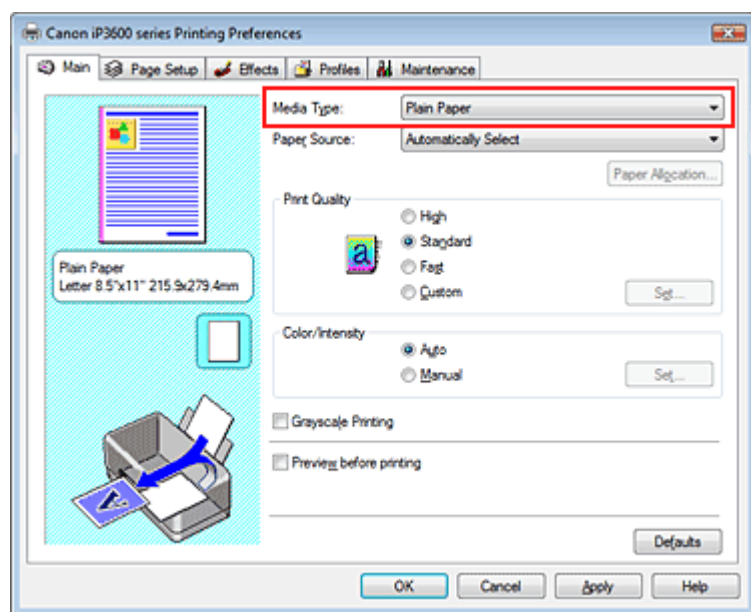 Canon iP3600 series Printing Preferences
Main Page Setup Effects Profiles Maintenance
Media Type: Plain Paper
Paper Source: Automatically Select
Paper Allocation...
Print Quality
High
Standard
Fast
Custom Set...
Plain Paper
Letter 8.5"x11" 215.9x279.4mm
Color/Intensity
Auto
Manual Set...
Grayscale Printing
Preview before printing
Defaults
OK Cancel Apply Help